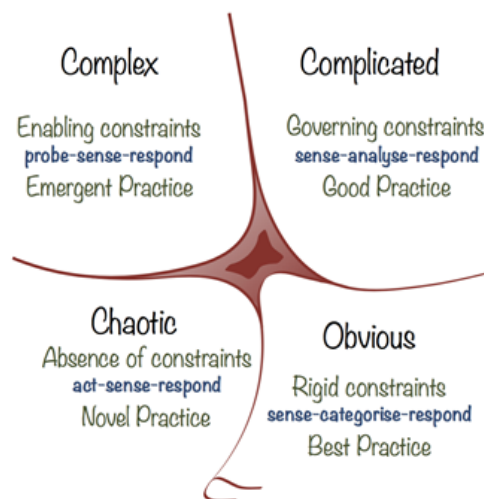 Complex
Enabling constraints
probe-sense-respond
Emergent Practice
Complicated
Governing constraints
sense-analyse-respond
Good Practice
Chaotic
Absence of constraints
act-sense-respond
Novel Practice
Obvious
Rigid constraints
sense-categorise-respond
Best Practice